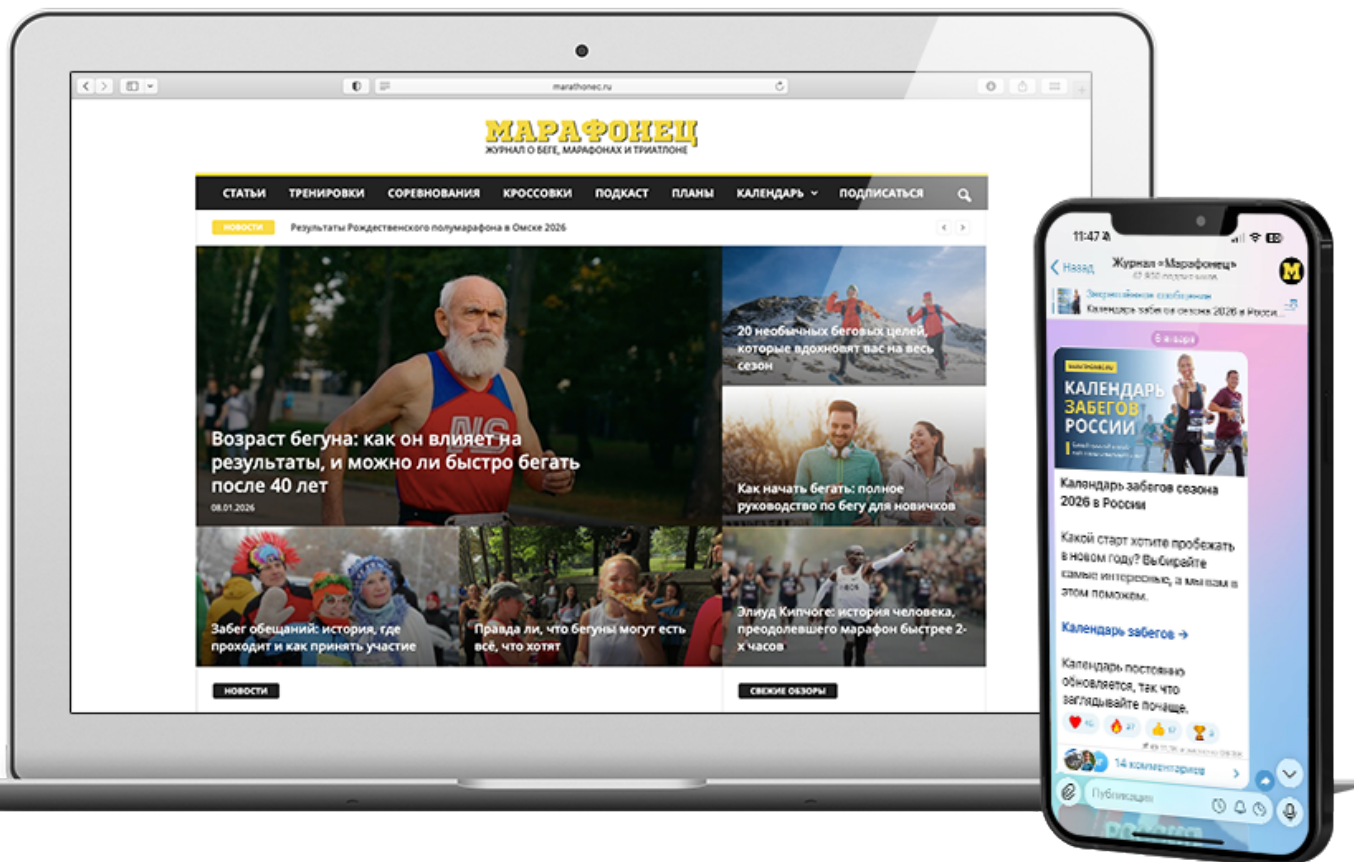 marathonec.ru
МАРАФОНЕЦ
ЖУРНАЛ О БЕГЕ, МАРАФОНАХ И ТРИАТЛОНЕ
СТАТЬИ ТРЕНИРОВКИ СОРЕВНОВАНИЯ КРОССОВКИ ПОДКАСТ ПЛАНЫ КАЛЕНДАРЬ ПОДПИСАТЬСЯ
НОВОСТИ Результаты Рождественского полумарафона в Омске 2026
NS
Возраст бегуна: как он влияет на
результаты, и можно ли быстро бегать
после 40 лет
08.01.2026
20 необычных беговых целей,
которые вдохновят вас на весь
сезон
Как начать бегать: полное
руководство по бегу для новичков
Забег обещаний: история, где
проходит и как принять участие
Правда ли, что бегуны могут есть
всё, что хотят
Элиуд Кипчоге: история человека,
преодолевшего марафон быстрее 2-
х часов
НОВОСТИ
СВЕЖИЕ ОБЗОРЫ
11:47
Назад
Журнал «Марафонец»
М
Закреплённое сообщение
Календарь забегов сезона 2026 в Росси...
6 января
MARATHONEC.RU
КАЛЕНДАРЬ
ЗАБЕГОВ
РОССИИ
Календарь забегов сезона
2026 в России
Какой старт хотите пробежать
в новом году? Выбирайте
самые интересные, а мы вам в
этом поможем.
Календарь забегов →
Календарь постоянно
обновляется, так что
заглядывайте почаще.
14 комментариев
Публикация